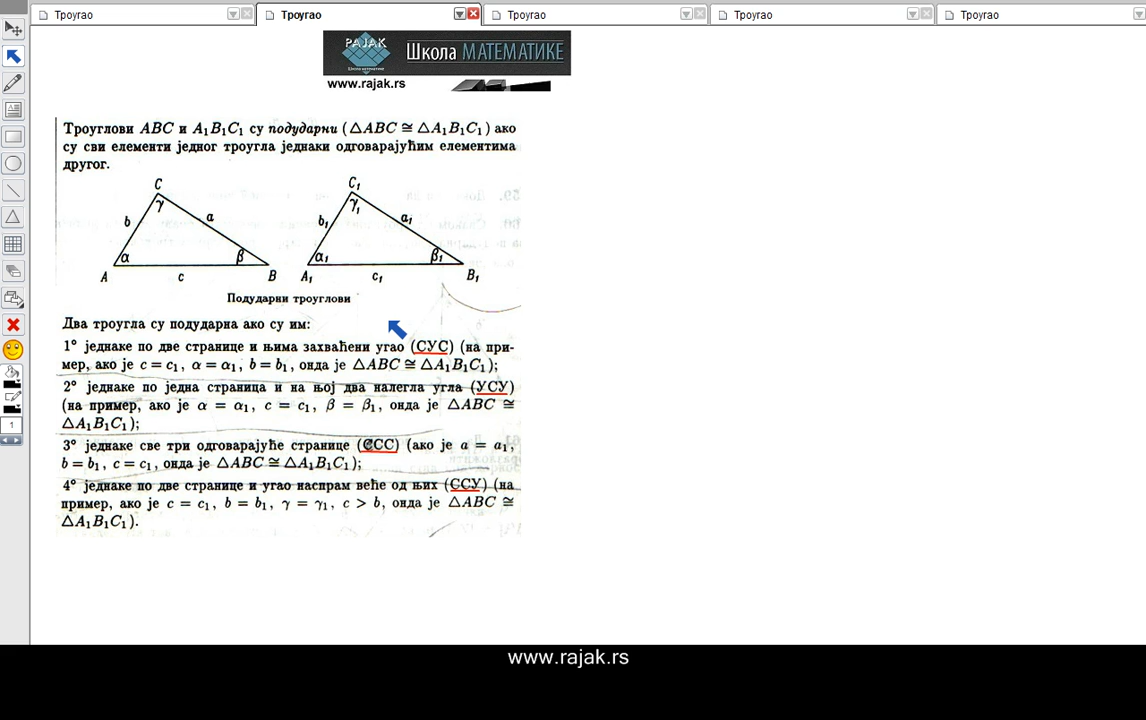 Троугао
Троугао
Троугао
Троугао
Троугао
РАЈАК
Школа МАТЕМАТИКЕ
www.rajak.rs
Троуглови ABC и A₁B₁C₁ су подударни (△ABC ≅ △A₁B₁C₁) ако
су сви елементи једног троугла једнаки одговарајућим елементима
другог.
C
γ
b
a
α
β
A
c
B
C₁
γ₁
b₁
a₁
α₁
β₁
A₁
c₁
B₁
Подударни троуглови
Два троугла су подударна ако су им:
1° једнаке по две странице и њима захваћени угао (СУС) (на при-
мер, ако је c = c₁, α = α₁, b = b₁, онда је △ABC ≅ △A₁B₁C₁);
2° једнаке по једна страница и на њој два налегла угла (УСУ)
(на пример, ако је α = α₁, c = c₁, β = β₁, онда је △ABC ≅
△A₁B₁C₁);
3° једнаке све три одговарајуће странице (ССС) (ако је a = a₁,
b = b₁, c = c₁, онда је △ABC ≅ △A₁B₁C₁);
4° једнаке по две странице и угао наспрам веће од њих (ССУ) (на
пример, ако је c = c₁, b = b₁, γ = γ₁, c > b, онда је △ABC ≅
△A₁B₁C₁).
1
www.rajak.rs